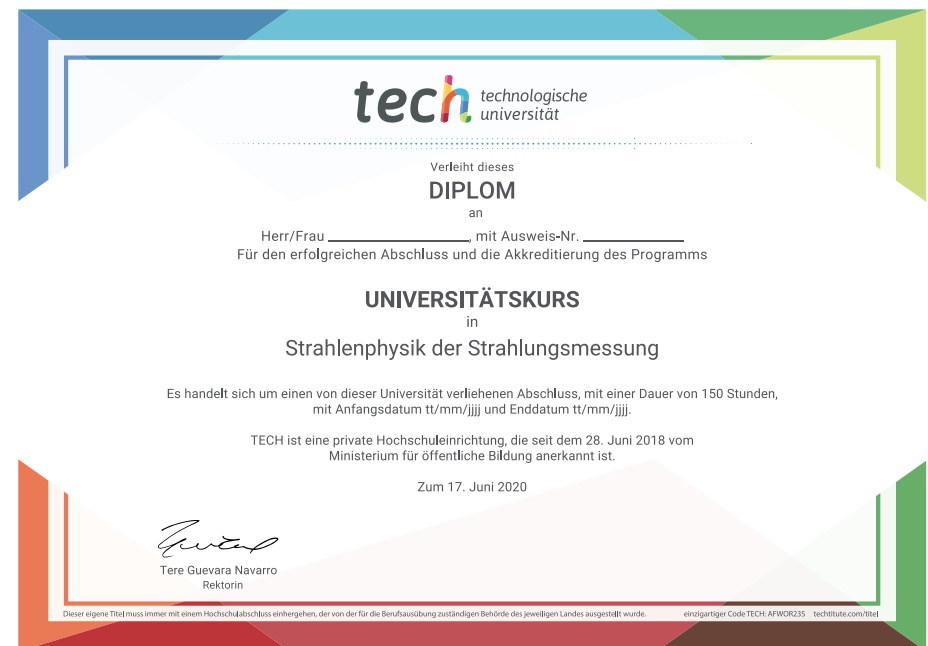 tech technologische
universität
Verleiht dieses
DIPLOM
an
Herr/Frau ____________________, mit Ausweis-Nr. ______________
Für den erfolgreichen Abschluss und die Akkreditierung des Programms
UNIVERSITÄTSKURS
in
Strahlenphysik der Strahlungsmessung
Es handelt sich um einen von dieser Universität verliehenen Abschluss, mit einer Dauer von 150 Stunden,
mit Anfangsdatum tt/mm/jjjj und Enddatum tt/mm/jjjj.
TECH ist eine private Hochschuleinrichtung, die seit dem 28. Juni 2018 vom
Ministerium für öffentliche Bildung anerkannt ist.
Zum 17. Juni 2020
Tere Guevara Navarro
Rektorin
Dieser eigene Titel muss immer mit einem Hochschulabschluss einhergehen, der von der für die Berufsausübung zuständigen Behörde des jeweiligen Landes ausgestellt wurde. einzigartiger Code TECH: AFWOR23S techtitute.com/titel